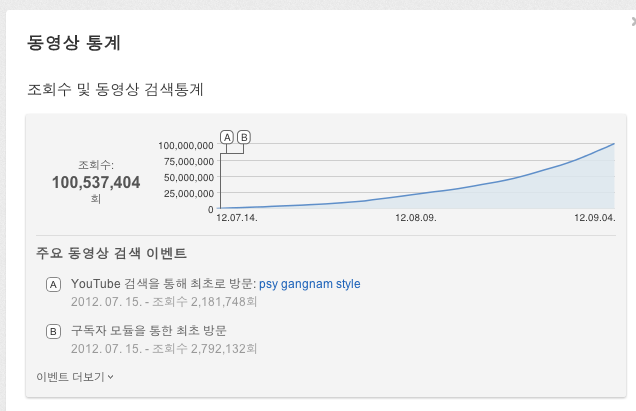 동영상 통계
조회수 및 동영상 검색통계
조회수:
100,537,404
회
A B
100,000,000
75,000,000
50,000,000
25,000,000
0
12.07.14. 12.08.09. 12.09.04.
주요 동영상 검색 이벤트
A YouTube 검색을 통해 최초로 방문: psy gangnam style
2012. 07. 15. - 조회수 2,181,748회
B 구독자 모듈을 통한 최초 방문
2012. 07. 15. - 조회수 2,792,132회
이벤트 더보기